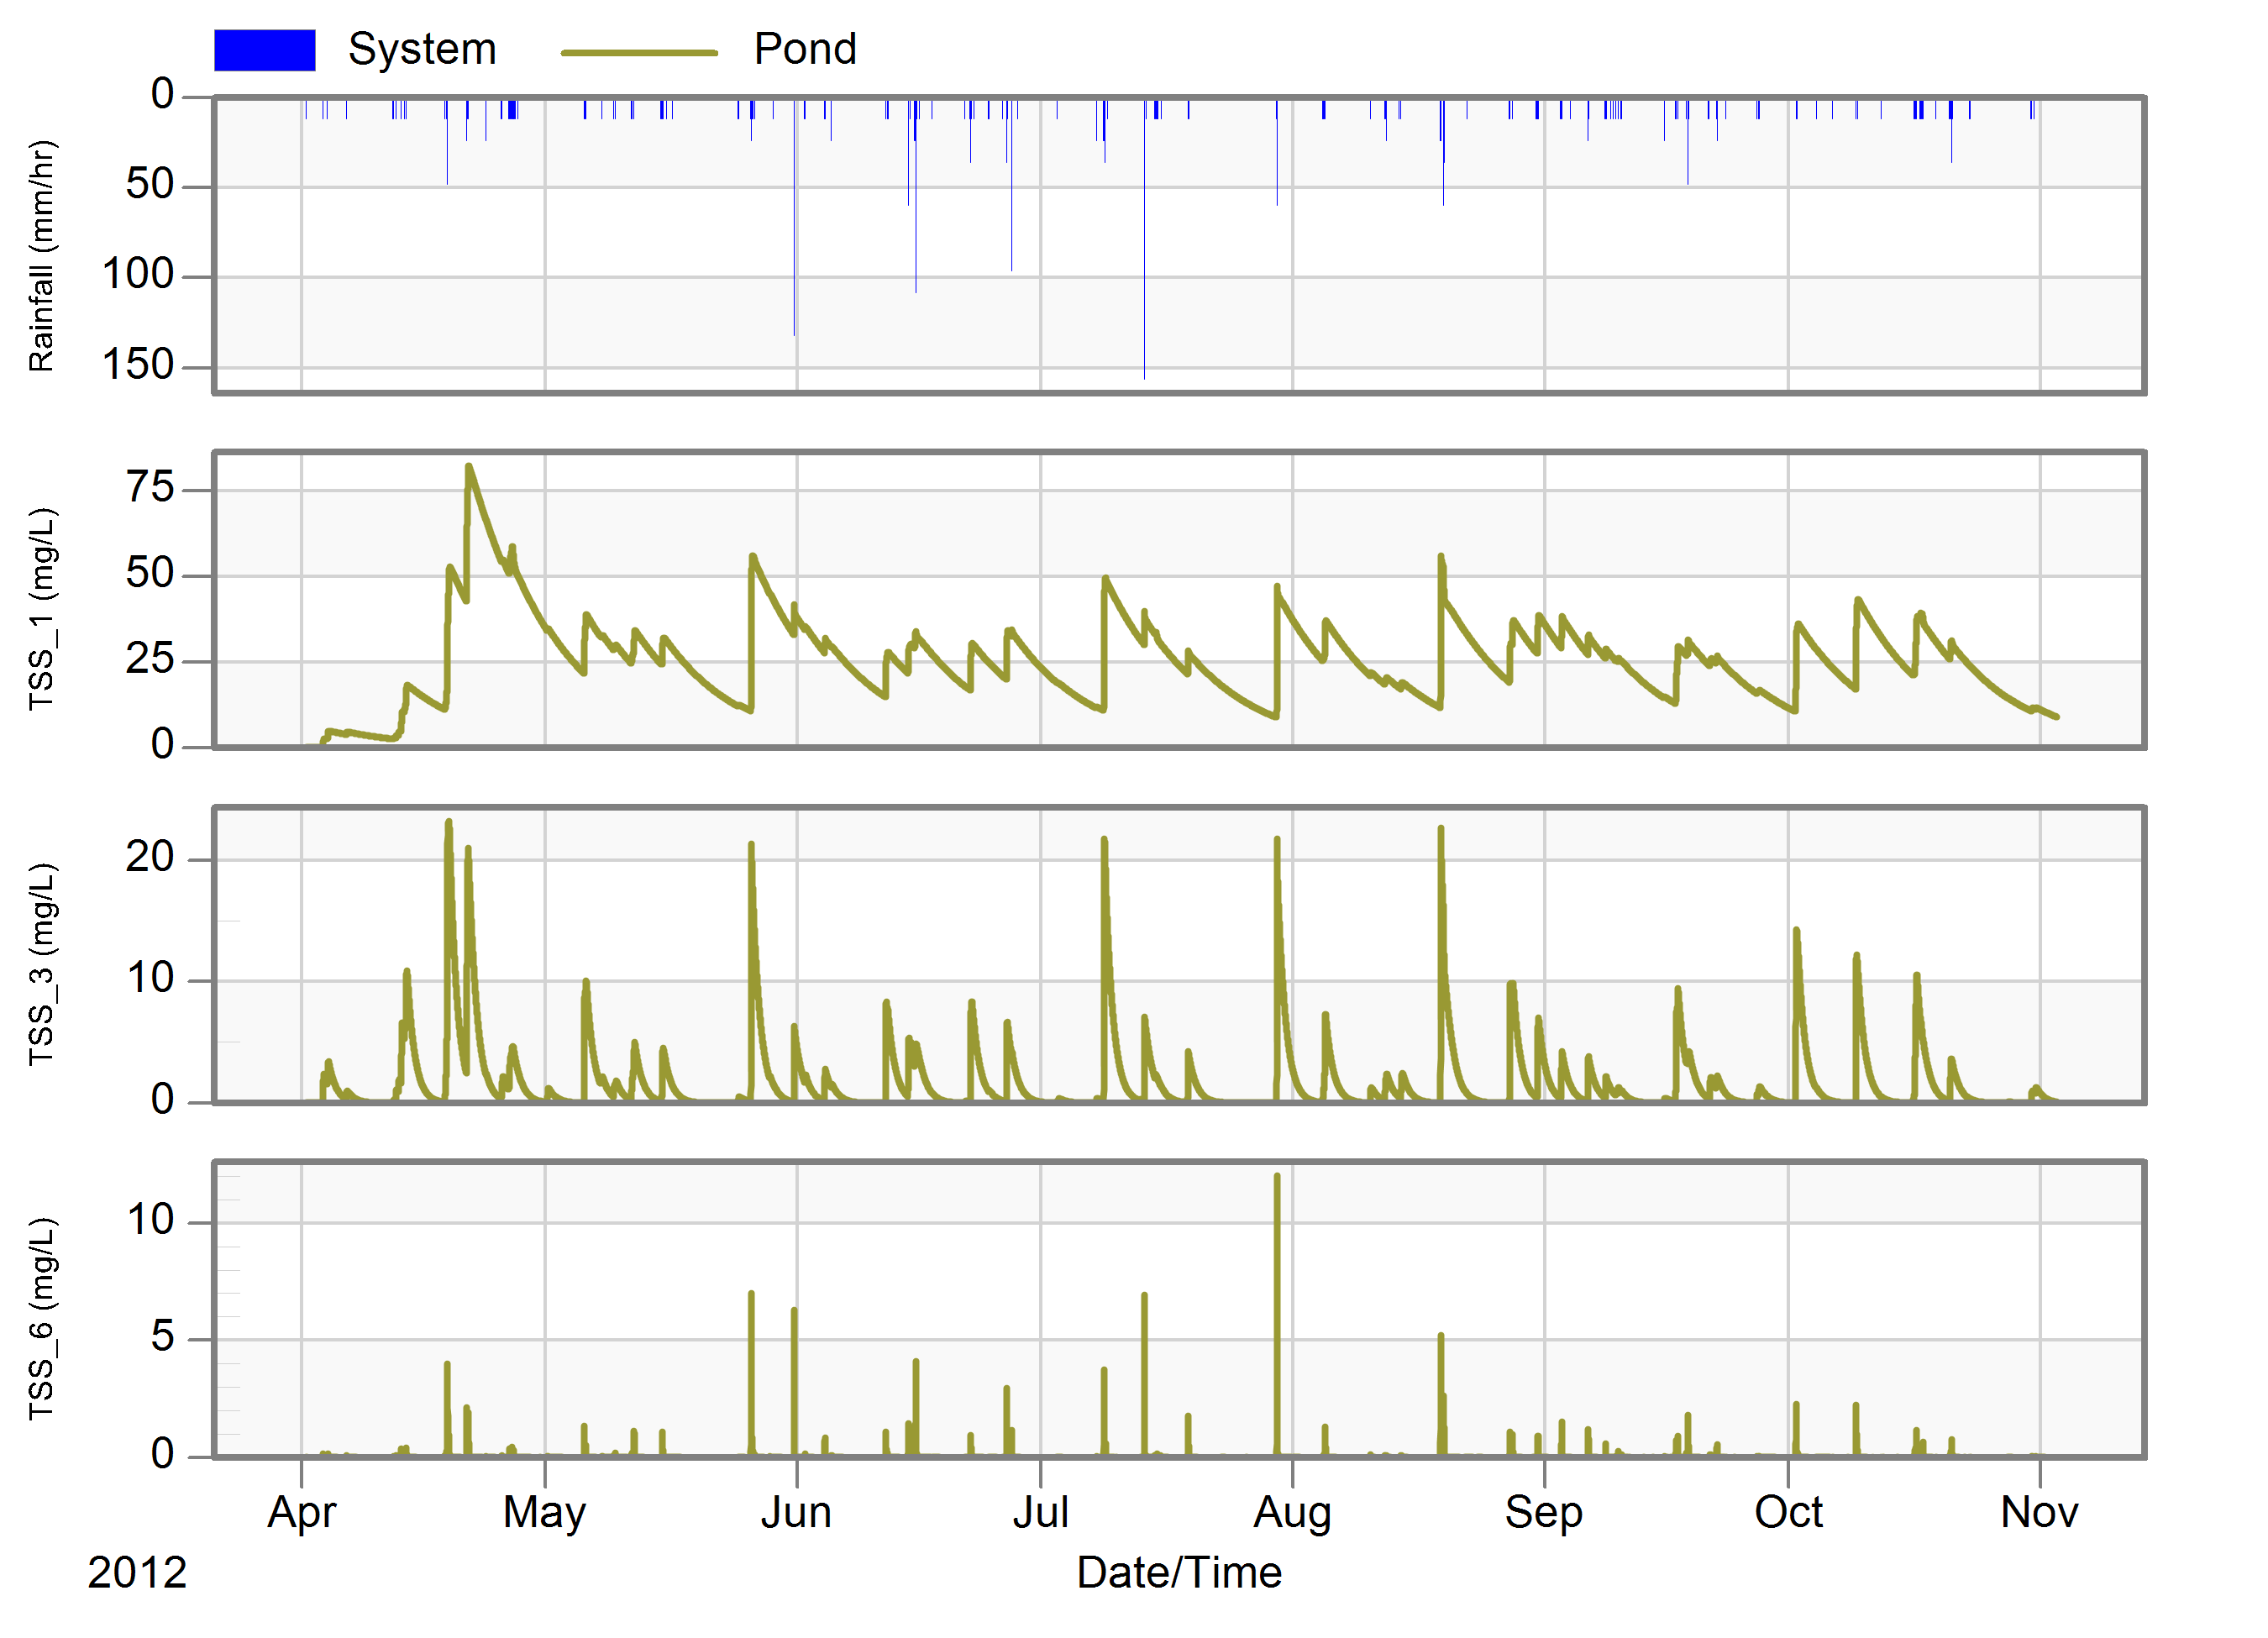 System Pond
Rainfall (mm/hr)
0
50
100
150
TSS_1 (mg/L)
75
50
25
0
TSS_3 (mg/L)
20
10
0
TSS_6 (mg/L)
10
5
0
Apr May Jun Jul Aug Sep Oct Nov
2012 Date/Time